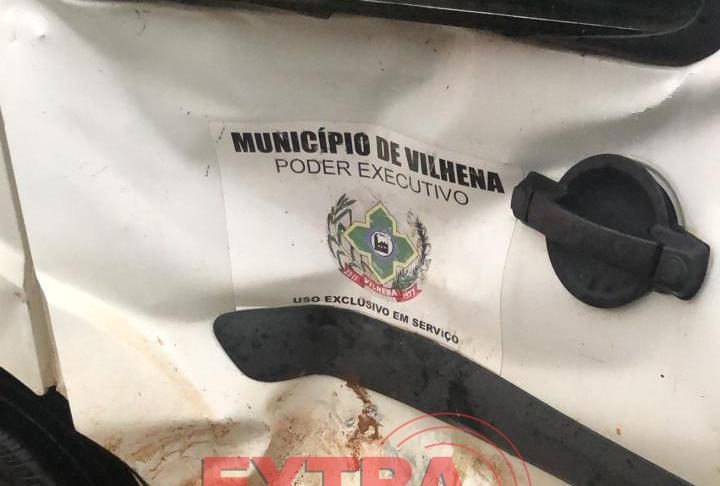 MUNICÍPIO DE VILHENA
PODER EXECUTIVO
VILHENA
USO EXCLUSIVO EM SERVIÇO
EXTRA